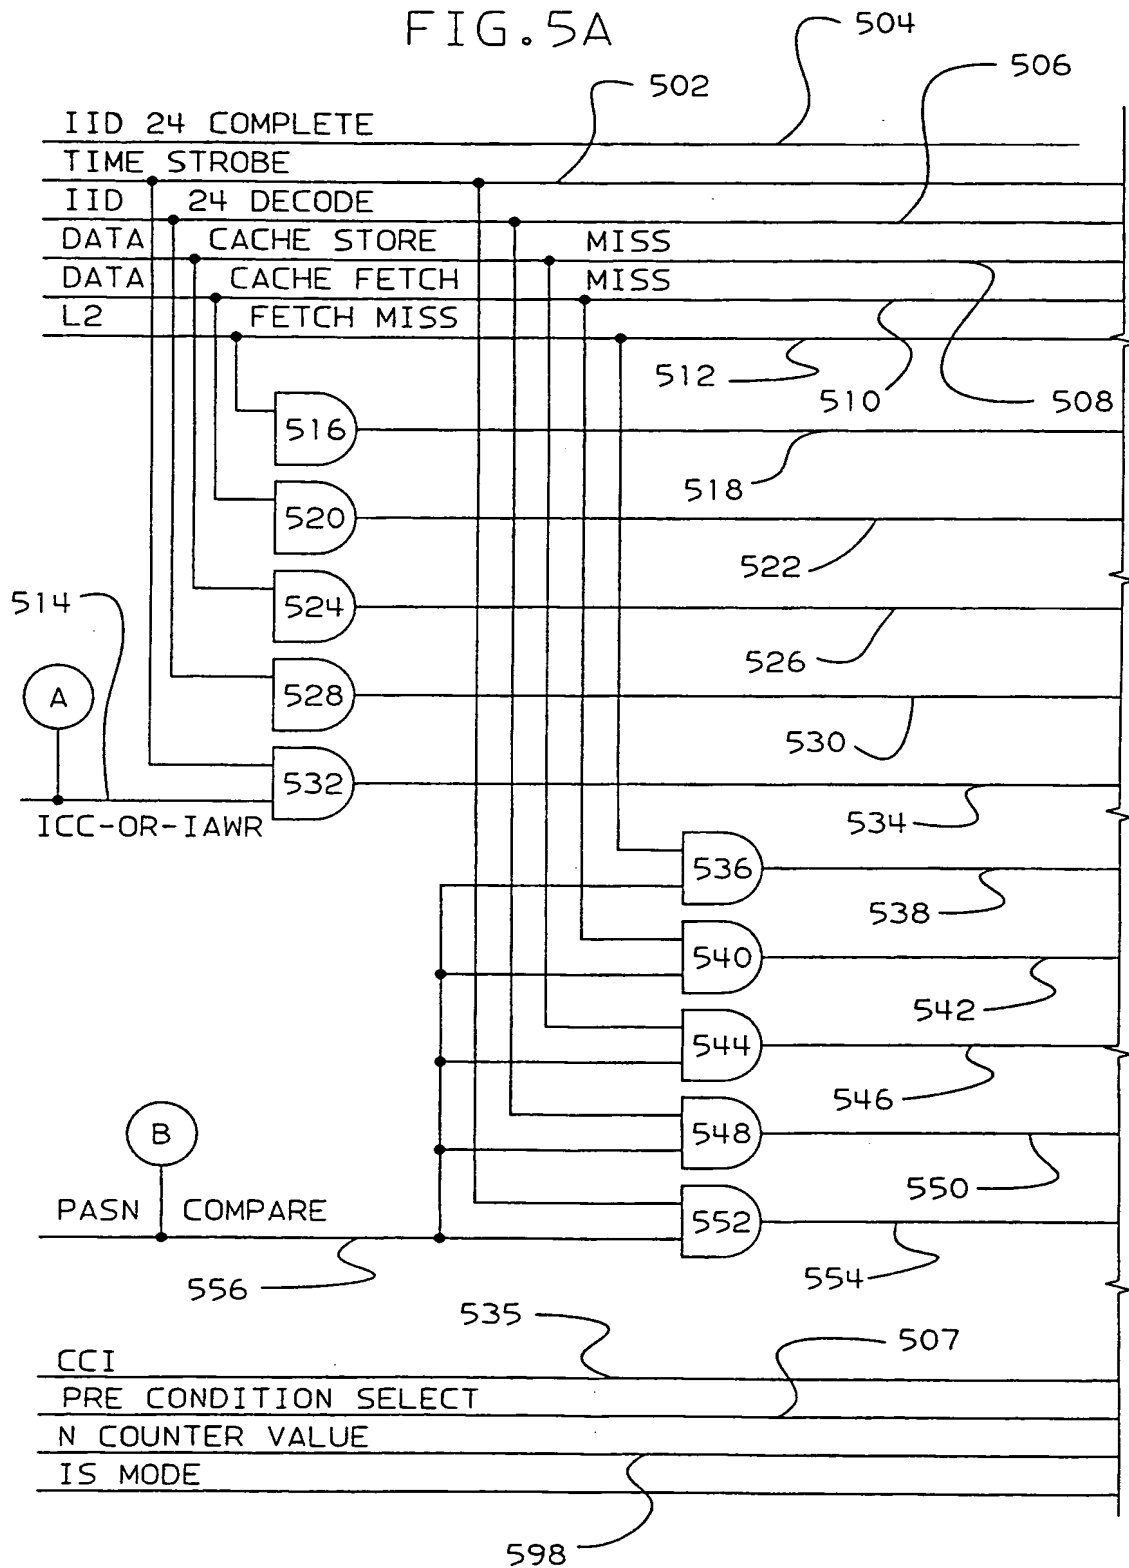 FIG.5A
504
506
502
IID 24 COMPLETE
TIME STROBE
IID 24 DECODE
DATA CACHE STORE MISS
DATA CACHE FETCH MISS
L2 FETCH MISS
512
510
508
516
518
520
522
514
524
526
A
528
530
532
534
ICC-OR-IAWR
536
538
540
542
544
546
B
548
550
PASN COMPARE
552
554
556
535
507
CCI
PRE CONDITION SELECT
N COUNTER VALUE
IS MODE
598